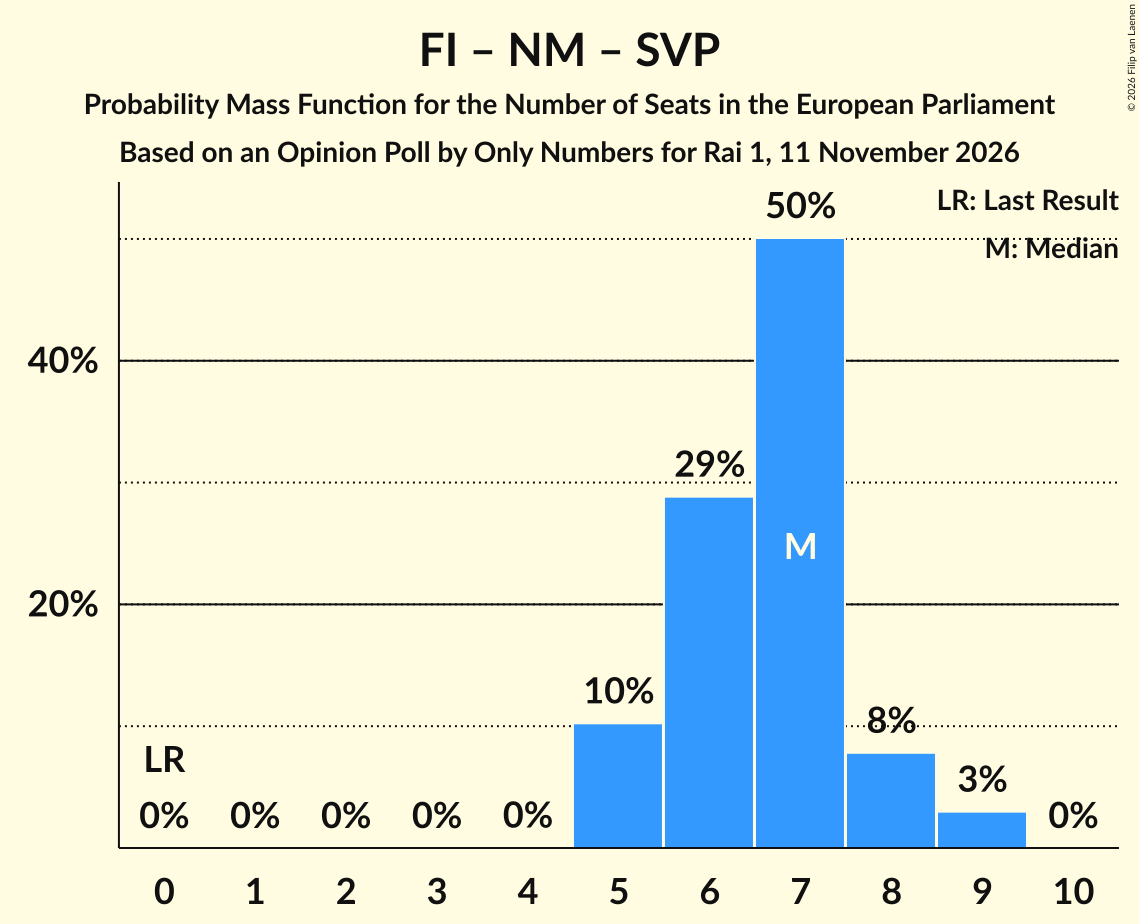 FI – NM – SVP
Probability Mass Function for the Number of Seats in the European Parliament
Based on an Opinion Poll by Only Numbers for Rai 1, 11 November 2026
© 2026 Filip van Laenen
LR: Last Result
M: Median
50%
40%
29%
M
20%
10%
8%
LR
3%
0% 0% 0% 0% 0% 0%
0 1 2 3 4 5 6 7 8 9 10